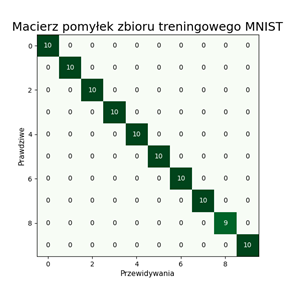 Macierz pomyłek zbioru treningowego MNIST
0 10 0 0 0 0 0 0 0 0 0
0 10 0 0 0 0 0 0 0 0
2 0 0 10 0 0 0 0 0 0 0
0 0 0 10 0 0 0 0 0 0
4 0 0 0 0 10 0 0 0 0 0
0 0 0 0 0 10 0 0 0 0
6 0 0 0 0 0 0 10 0 0 0
0 0 0 0 0 0 0 10 0 0
8 0 0 0 0 0 0 0 0 9 0
0 0 0 0 0 0 0 0 0 10
0 2 4 6 8
Przewidywania
Prawdziwe